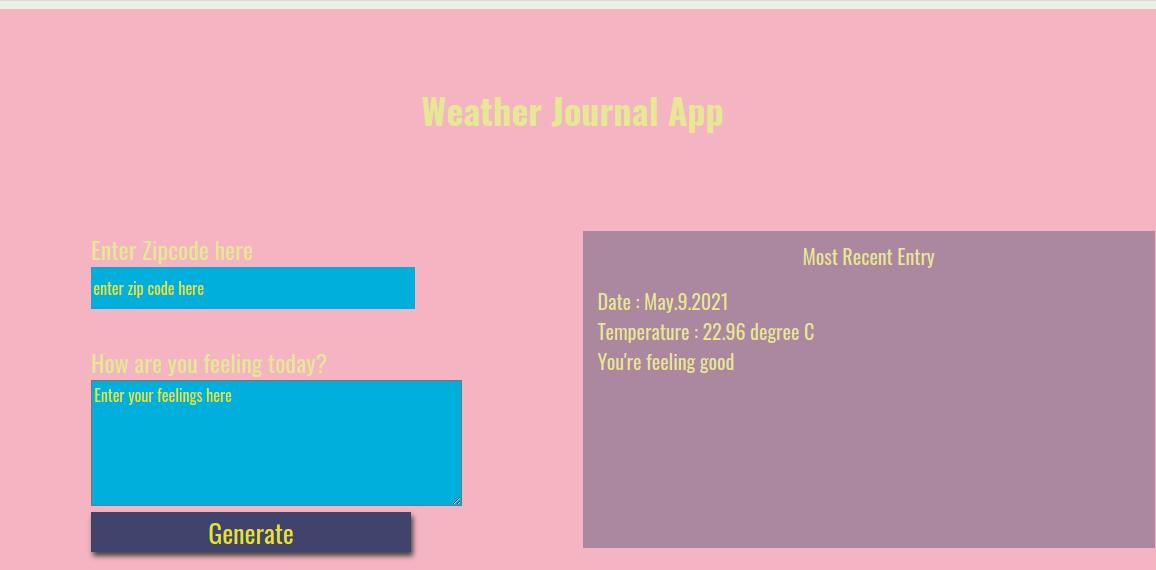 Weather Journal App
Enter Zipcode here
enter zip code here
How are you feeling today?
Enter your feelings here
Generate
Most Recent Entry
Date : May.9.2021
Temperature : 22.96 degree C
You're feeling good